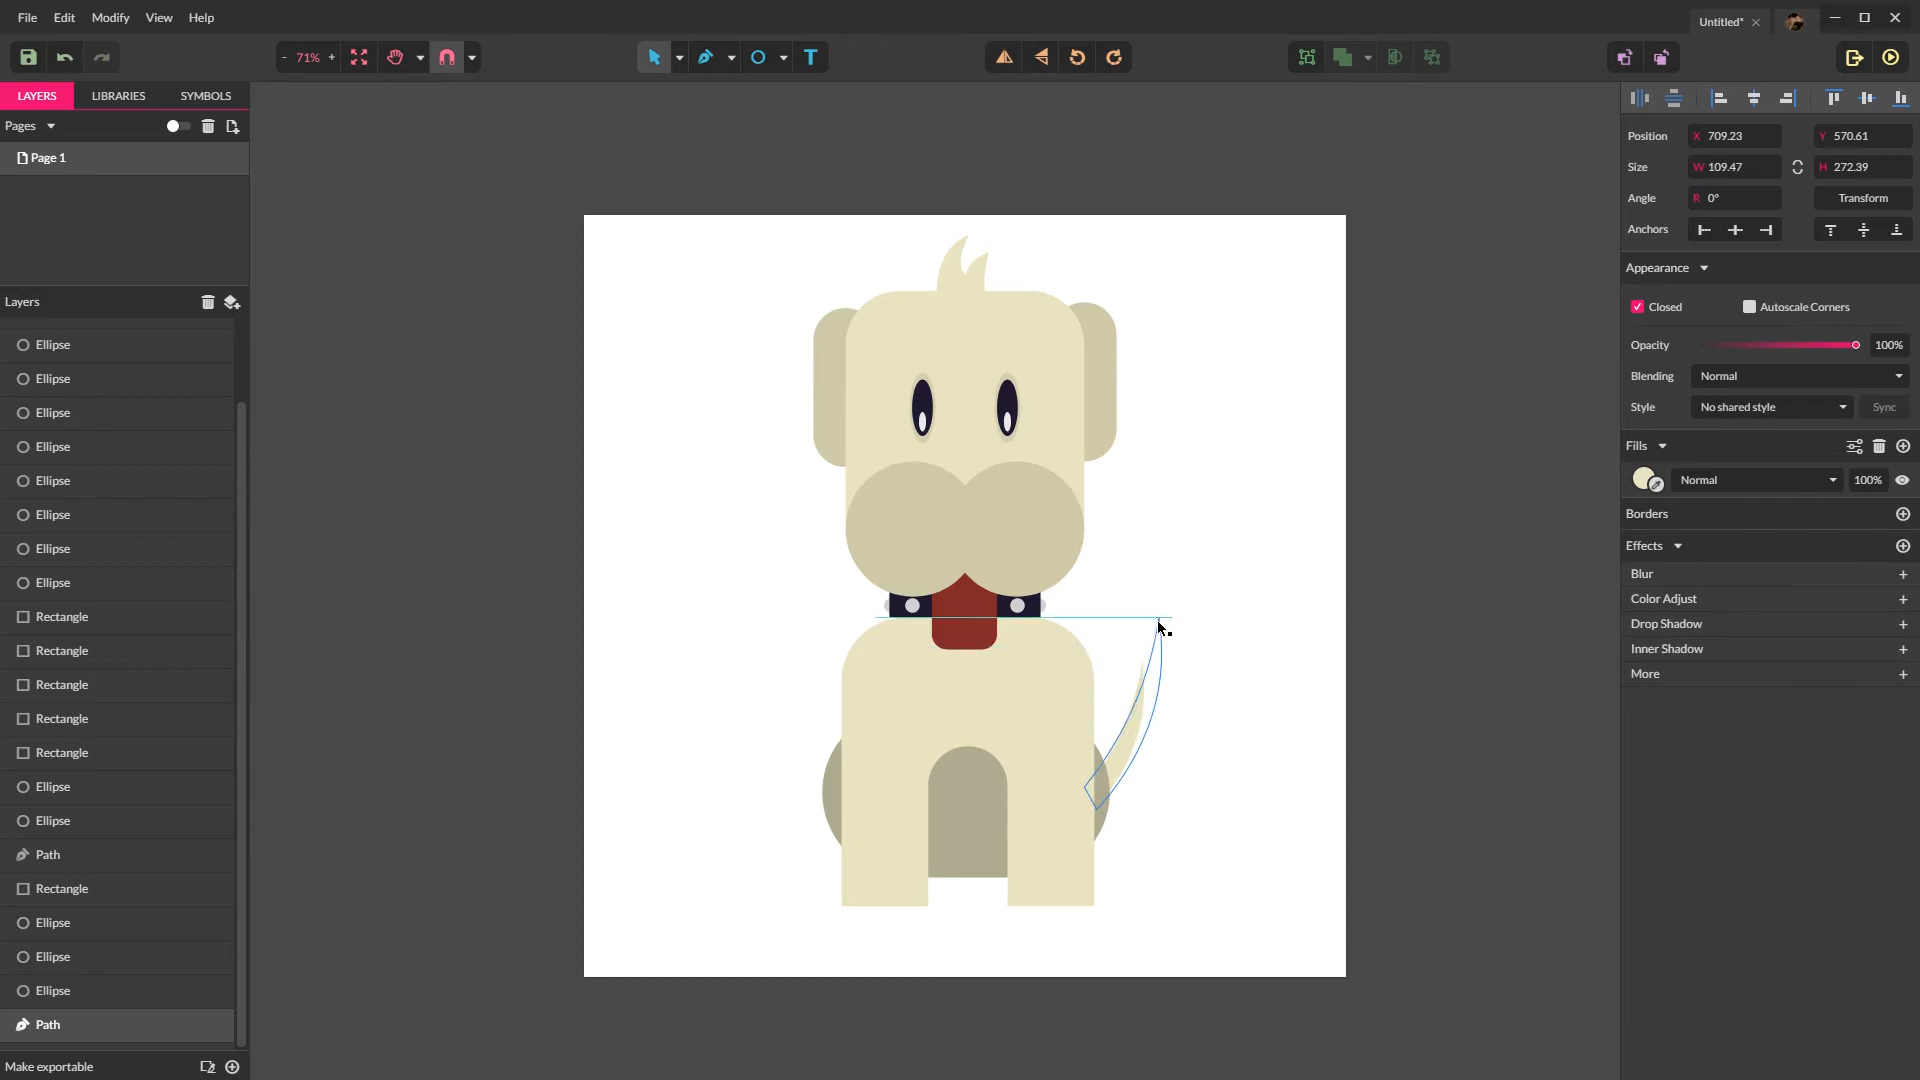 File Edit Modify View Help
Untitled*
- 71% +
T
LAYERS LIBRARIES SYMBOLS
Pages
Page 1
Layers
Ellipse
Ellipse
Ellipse
Ellipse
Ellipse
Ellipse
Ellipse
Ellipse
Rectangle
Rectangle
Rectangle
Rectangle
Rectangle
Ellipse
Ellipse
Path
Rectangle
Ellipse
Ellipse
Ellipse
Path
Make exportable
Position X 709.23 Y 570.61
Size W 109.47 H 272.39
Angle R 0° Transform
Anchors
Appearance
Closed Autoscale Corners
Opacity 100%
Blending Normal
Style No shared style Sync
Fills
Normal 100%
Borders
Effects
Blur +
Color Adjust +
Drop Shadow +
Inner Shadow +
More +